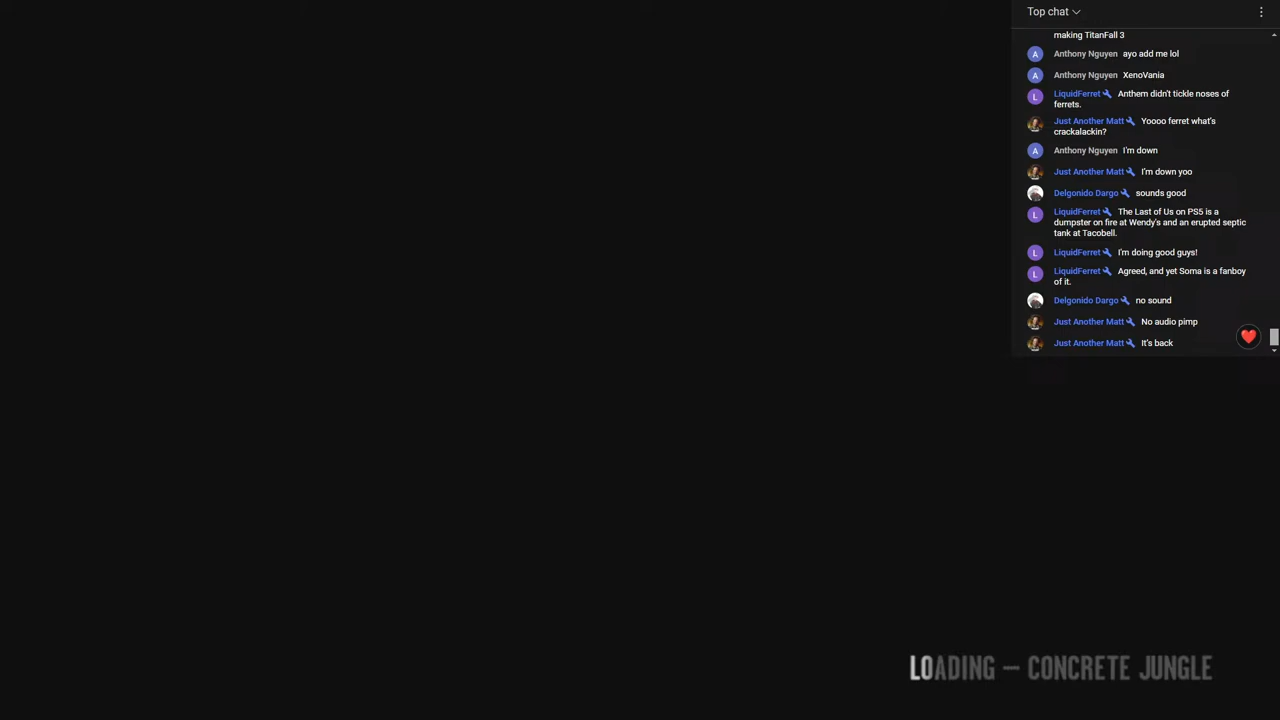 Top chat
making TitanFall 3
A Anthony Nguyen ayo add me lol
A Anthony Nguyen XenoVania
L LiquidFerret Anthem didn't tickle noses of
ferrets.
Just Another Matt Yoooo ferret what's
crackalackin?
A Anthony Nguyen I'm down
Just Another Matt I'm down yoo
Delgonido Dargo sounds good
L LiquidFerret The Last of Us on PS5 is a
dumpster on fire at Wendy's and an erupted septic
tank at Tacobell.
L LiquidFerret I'm doing good guys!
L LiquidFerret Agreed, and yet Soma is a fanboy
of it.
Delgonido Dargo no sound
Just Another Matt No audio pimp
Just Another Matt It's back
LOADING — CONCRETE JUNGLE